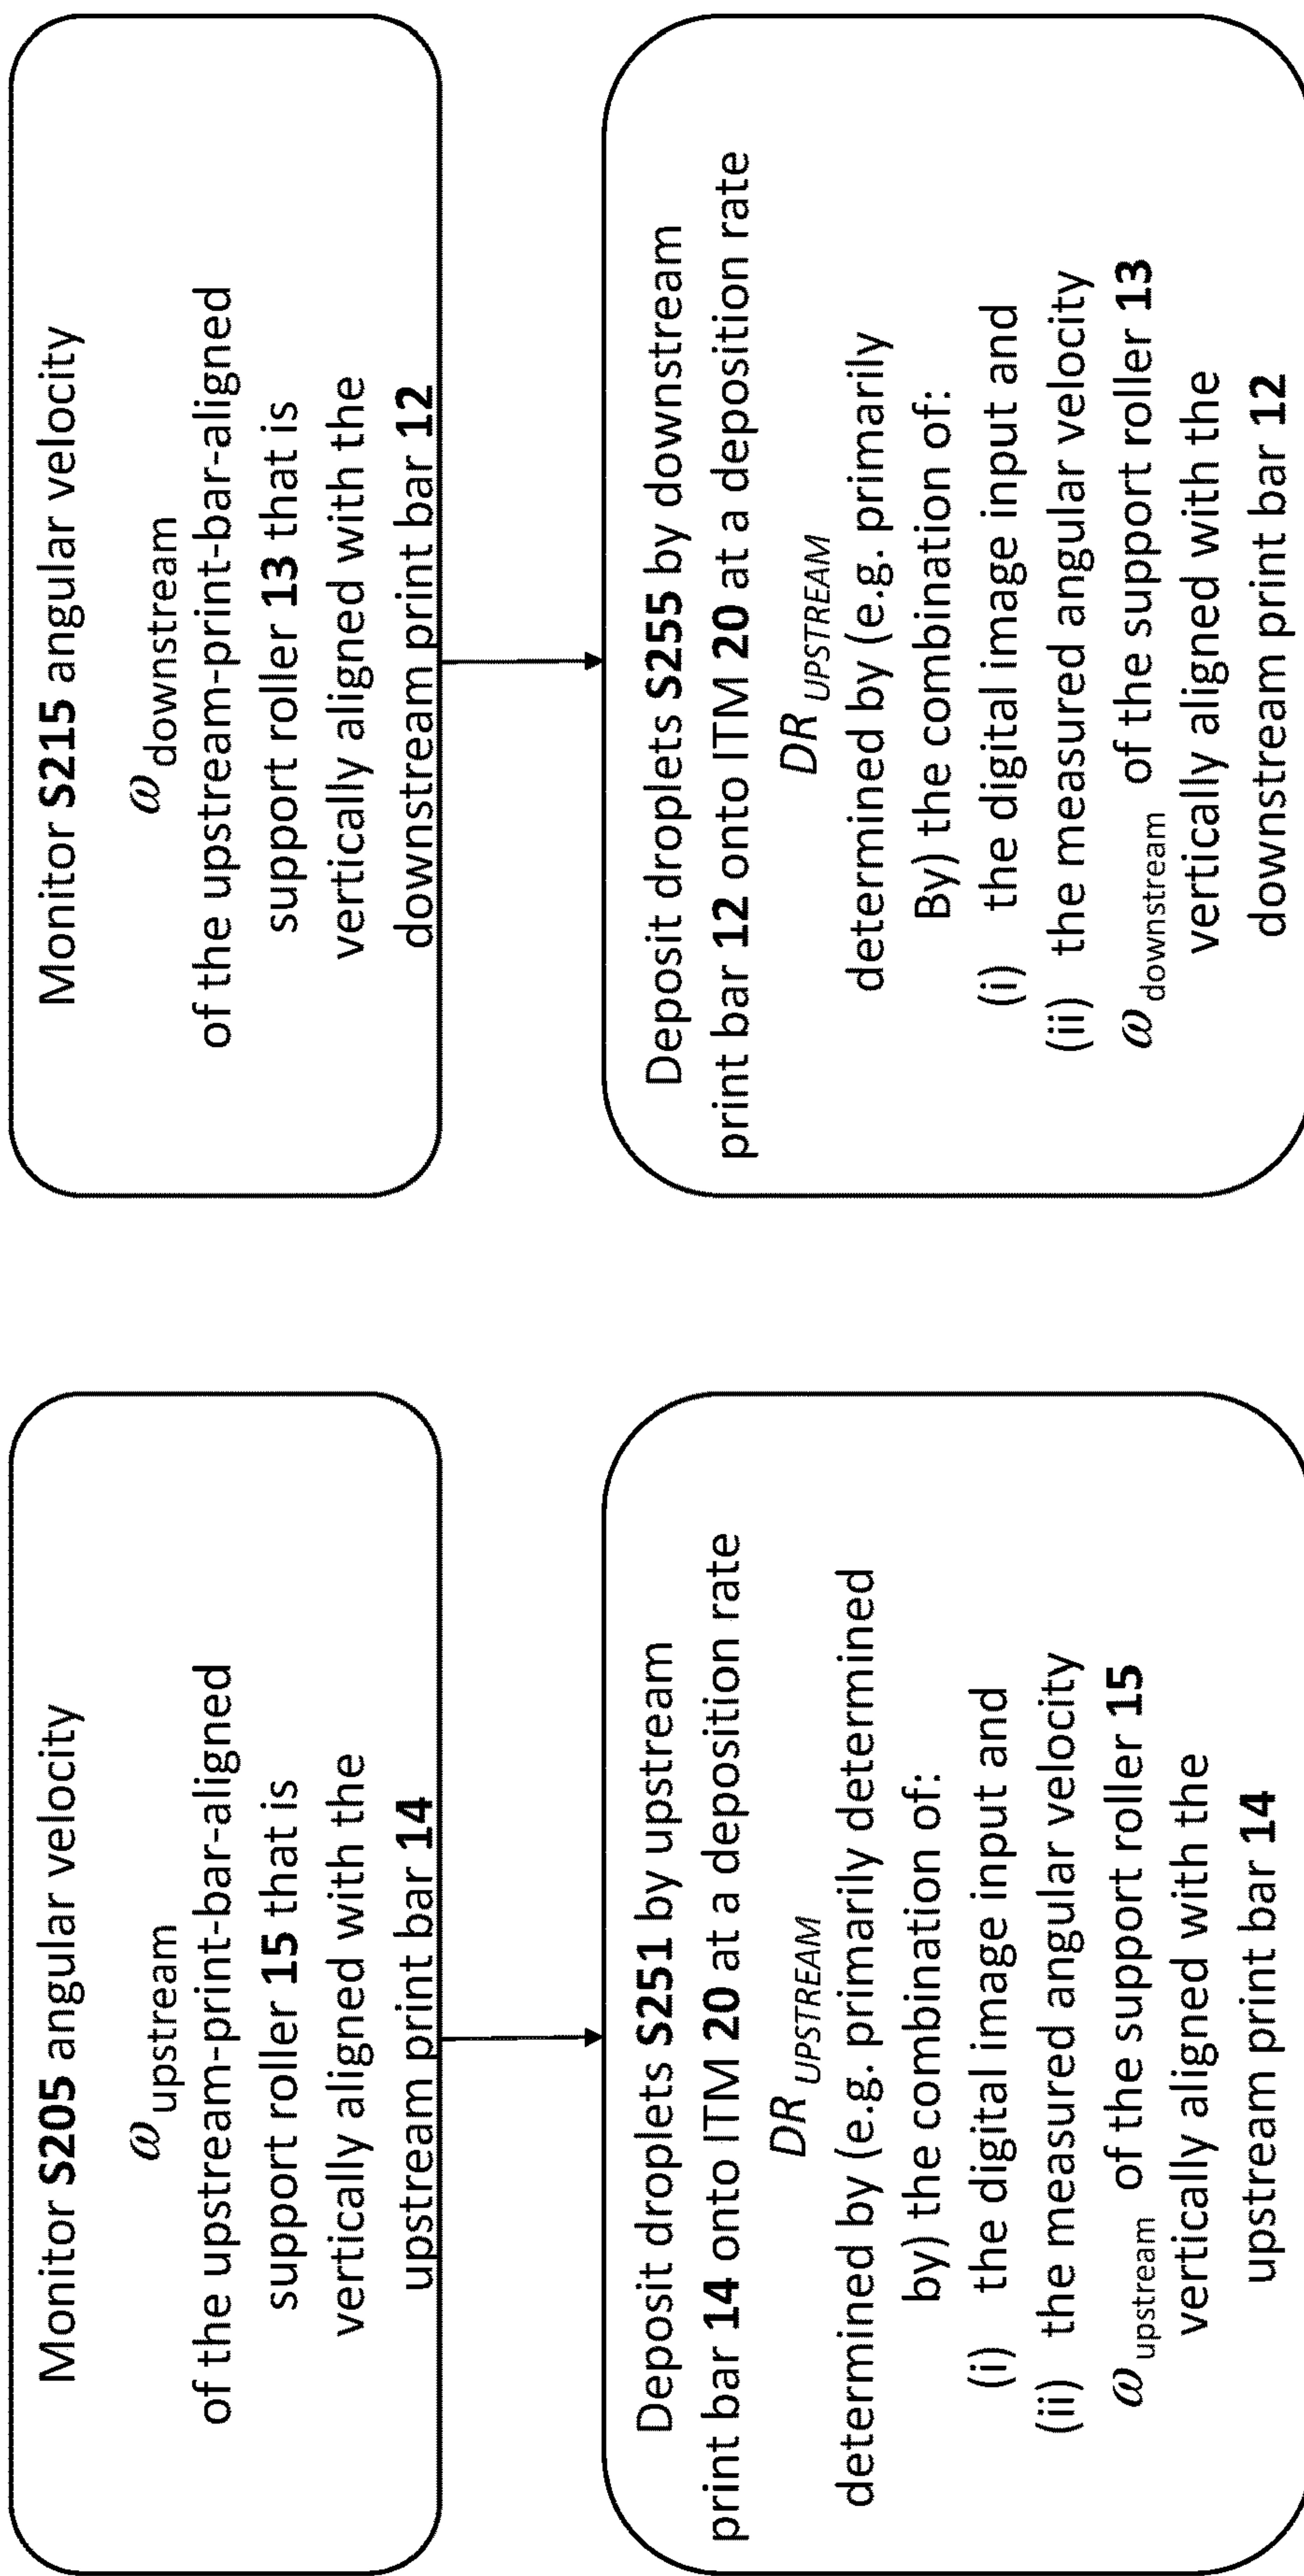 Monitor S205 angular velocity
ω upstream
of the upstream-print-bar-aligned
support roller 15 that is
vertically aligned with the
upstream print bar 14
Deposit droplets S251 by upstream
print bar 14 onto ITM 20 at a deposition rate
DR UPSTREAM
determined by (e.g. primarily determined
by) the combination of:
(i) the digital image input and
(ii) the measured angular velocity
ω upstream of the support roller 15
vertically aligned with the
upstream print bar 14
Monitor S215 angular velocity
ω downstream
of the upstream-print-bar-aligned
support roller 13 that is
vertically aligned with the
downstream print bar 12
Deposit droplets S255 by downstream
print bar 12 onto ITM 20 at a deposition rate
DR UPSTREAM
determined by (e.g. primarily
By) the combination of:
(i) the digital image input and
(ii) the measured angular velocity
ω downstream of the support roller 13
vertically aligned with the
downstream print bar 12